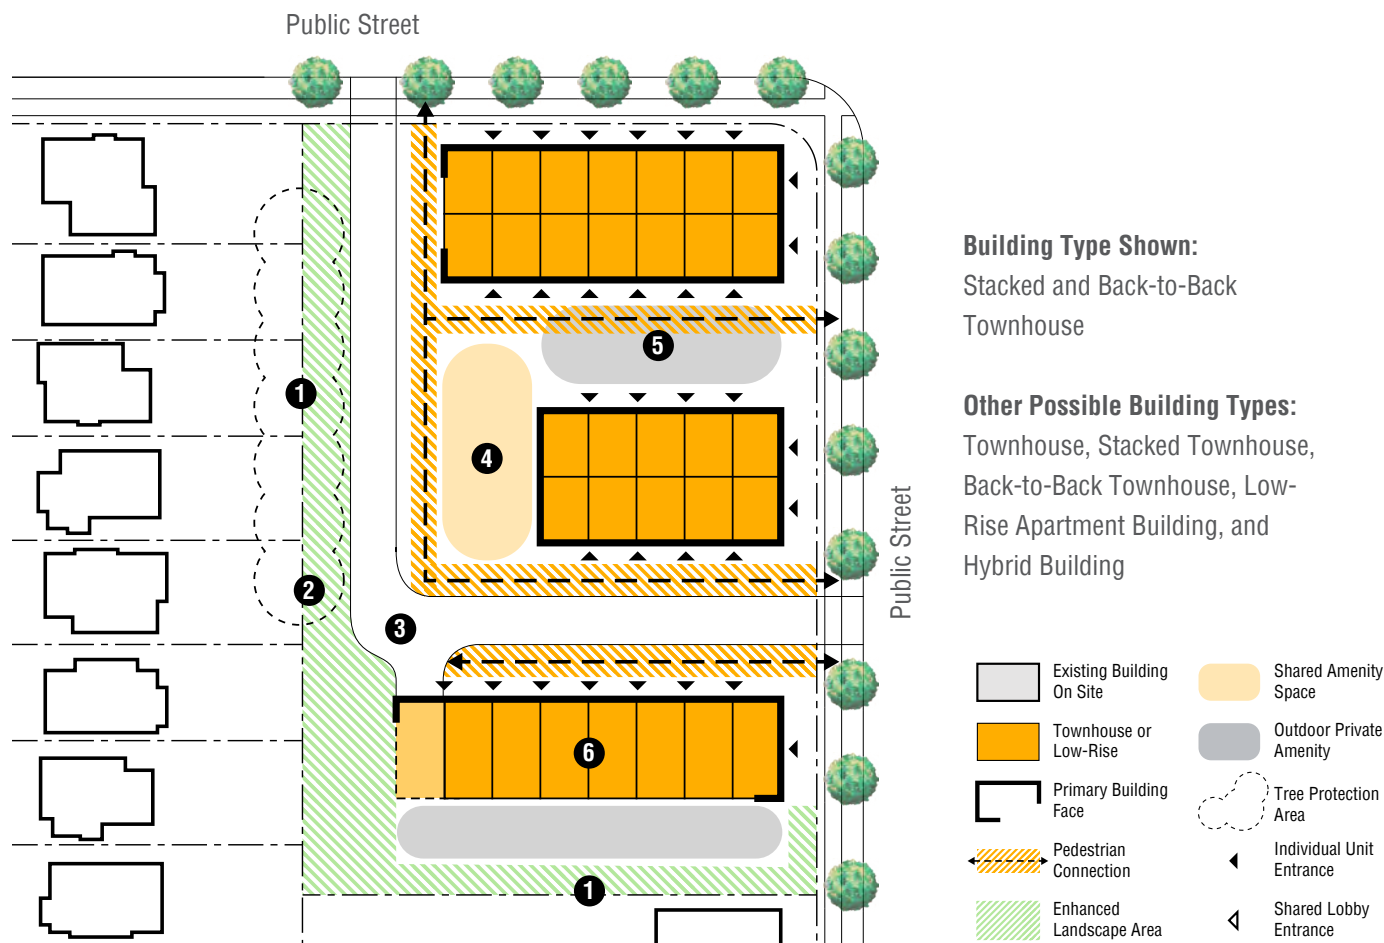 Public Street
1
2
3
4
5
6
1
Public Street
Building Type Shown:
Stacked and Back-to-Back
Townhouse
Other Possible Building Types:
Townhouse, Stacked Townhouse,
Back-to-Back Townhouse, Low-
Rise Apartment Building, and
Hybrid Building
Existing Building
On Site
Townhouse or
Low-Rise
Primary Building
Face
Pedestrian
Connection
Enhanced
Landscape Area
Shared Amenity
Space
Outdoor Private
Amenity
Tree Protection
Area
Individual Unit
Entrance
Shared Lobby
Entrance